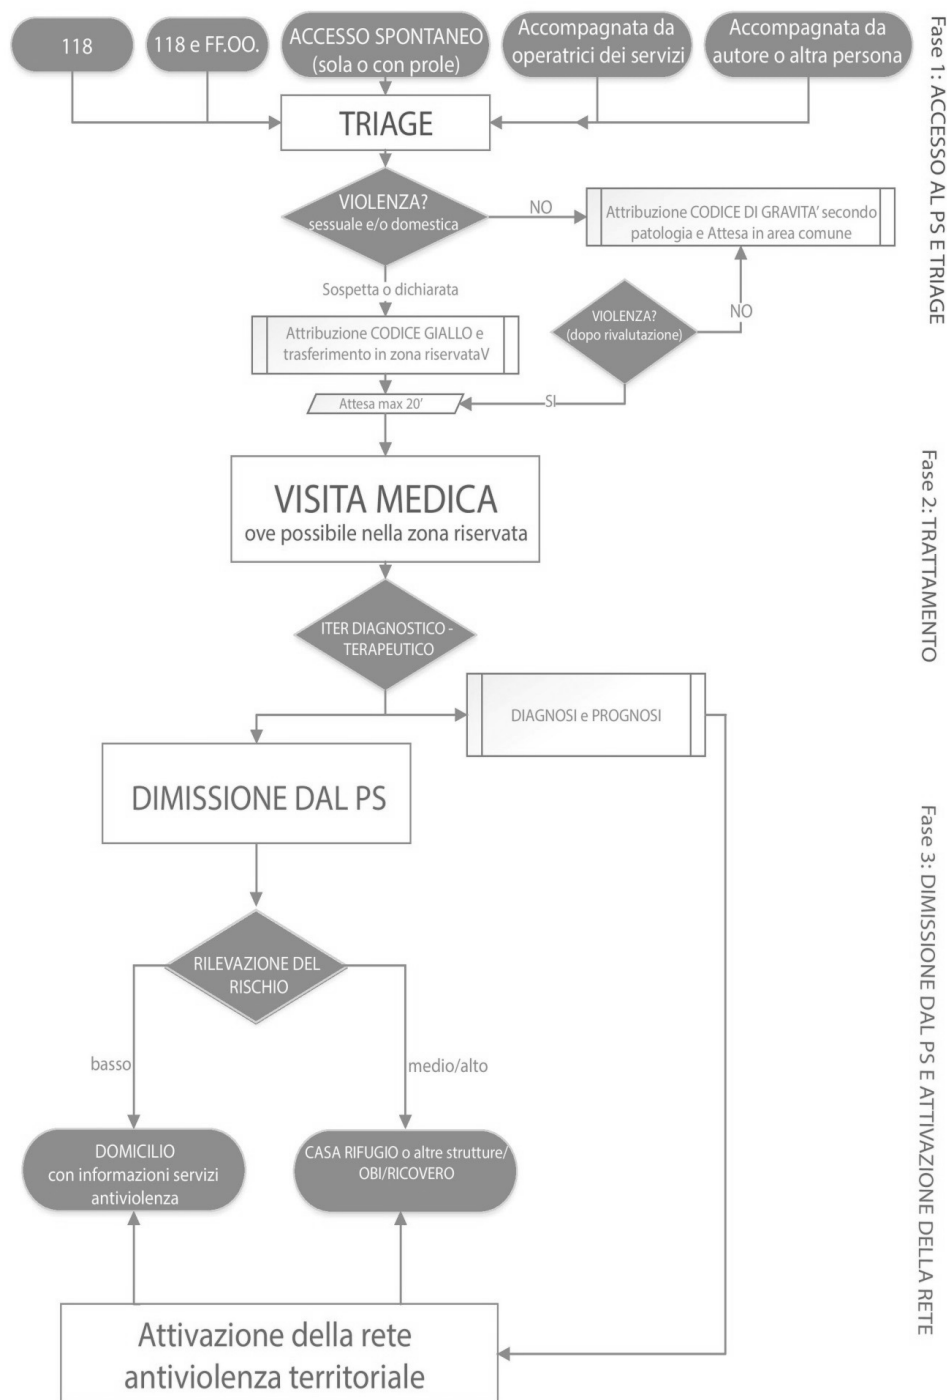 118
118 e FF.OO.
ACCESSO SPONTANEO
(sola o con prole)
Accompagnata da
operatrici dei servizi
Accompagnata da
autore o altra persona
TRIAGE
VIOLENZA?
sessuale e/o domestica
NO
Attribuzione CODICE DI GRAVITA' secondo
patologia e Attesa in area comune
Sospetta o dichiarata
VIOLENZA?
(dopo rivalutazione)
NO
Attribuzione CODICE GIALLO e
trasferimento in zona riservataV
Attesa max 20'
SI
Fase 1: ACCESSO AL PS E TRIAGE
VISITA MEDICA
ove possibile nella zona riservata
ITER DIAGNOSTICO -
TERAPEUTICO
Fase 2: TRATTAMENTO
DIAGNOSI e PROGNOSI
DIMISSIONE DAL PS
RILEVAZIONE DEL
RISCHIO
basso
medio/alto
DOMICILIO
con informazioni servizi
antiviolenza
CASA RIFUGIO o altre strutture/
OBI/RICOVERO
Attivazione della rete
antiviolenza territoriale
Fase 3: DIMISSIONE DAL PS E ATTIVAZIONE DELLA RETE